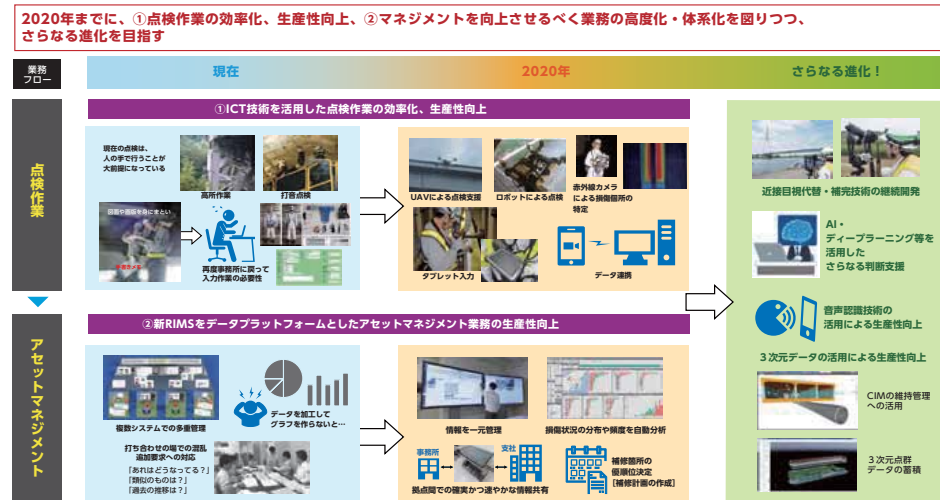 2020年までに、①点検作業の効率化、生産性向上、②マネジメントを向上させるべく業務の高度化・体系化を図りつつ、
さらなる進化を目指す
業務
フロー
現在
2020年
さらなる進化！
点検作業
①ICT技術を活用した点検作業の効率化、生産性向上
現在の点検は、
人の手で行うことが
大前提になっている
高所作業
打音点検
図面や画板を身にまとい
手書きメモ
再度事務所に戻って
入力作業の必要性
UAVによる点検支援
ロボットによる点検
赤外線カメラ
による損傷個所の
特定
タブレット入力
データ連携
近接目視代替・補完技術の継続開発
AI・
ディープラーニング等を
活用した
さらなる判断支援
音声認識技術の
活用による生産性向上
３次元データの活用による生産性向上
CIMの維持管理
への活用
３次元点群
データの蓄積
アセットマネジメント
②新RIMSをデータプラットフォームとしたアセットマネジメント業務の生産性向上
複数システムでの多重管理
データを加工して
グラフを作らないと…
打ち合わせの場での混乱
追加要求への対応
「あれはどうなってる？」
「類似のものは？」
「過去の推移は？」
情報を一元管理
損傷状況の分布や頻度を自動分析
事務所
支社
拠点間での確実かつ速やかな情報共有
補修箇所の
優先順位決定
［補修計画の作成］